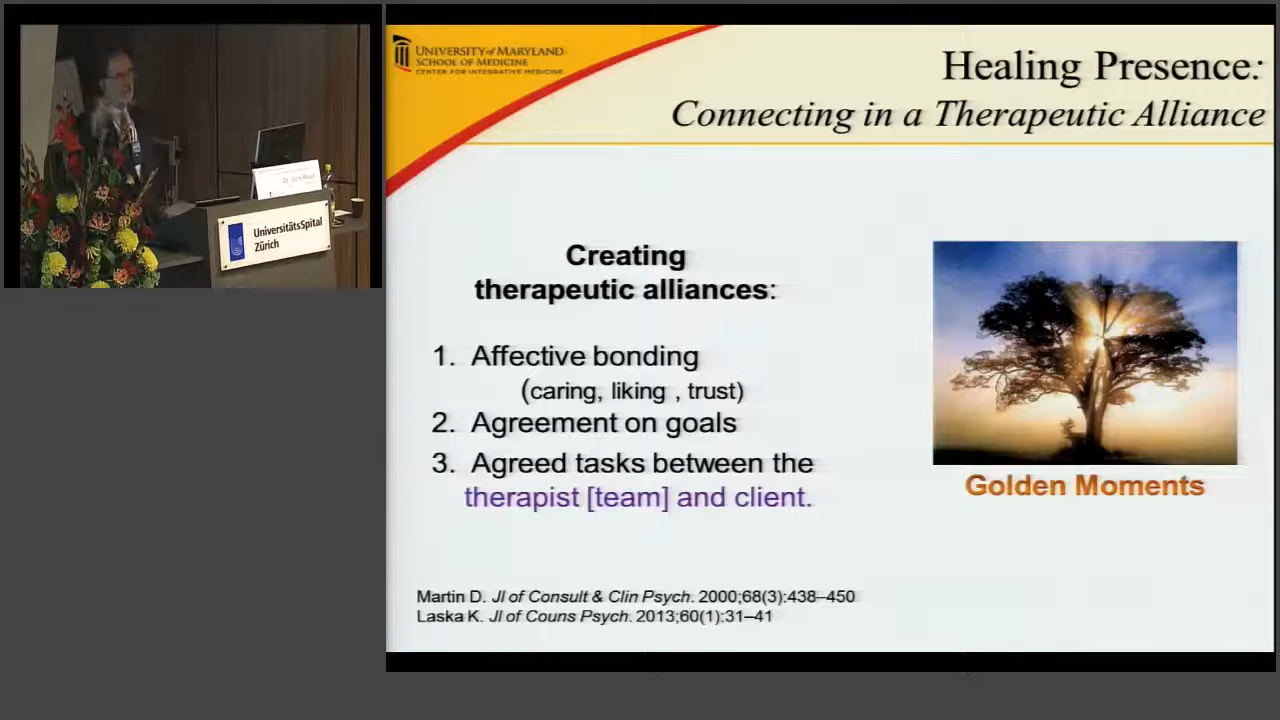 UniversitätsSpital
Zürich
UNIVERSITY of MARYLAND
SCHOOL OF MEDICINE
CENTER FOR INTEGRATIVE MEDICINE
Healing Presence:
Connecting in a Therapeutic Alliance
Creating
therapeutic alliances:
1. Affective bonding
(caring, liking , trust)
2. Agreement on goals
3. Agreed tasks between the
therapist [team] and client.
Golden Moments
Martin D. Jl of Consult & Clin Psych. 2000;68(3):438–450
Laska K. Jl of Couns Psych. 2013;60(1):31–41